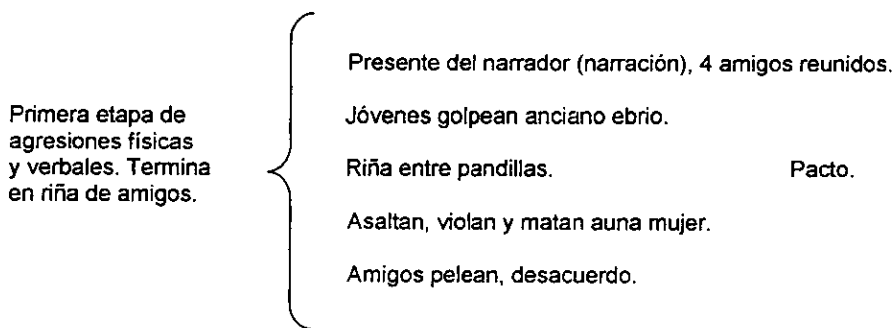 Primera etapa de
agresiones físicas
y verbales. Termina
en riña de amigos.
Presente del narrador (narración), 4 amigos reunidos.
Jóvenes golpean anciano ebrio.
Riña entre pandillas. Pacto.
Asaltan, violan y matan auna mujer.
Amigos pelean, desacuerdo.